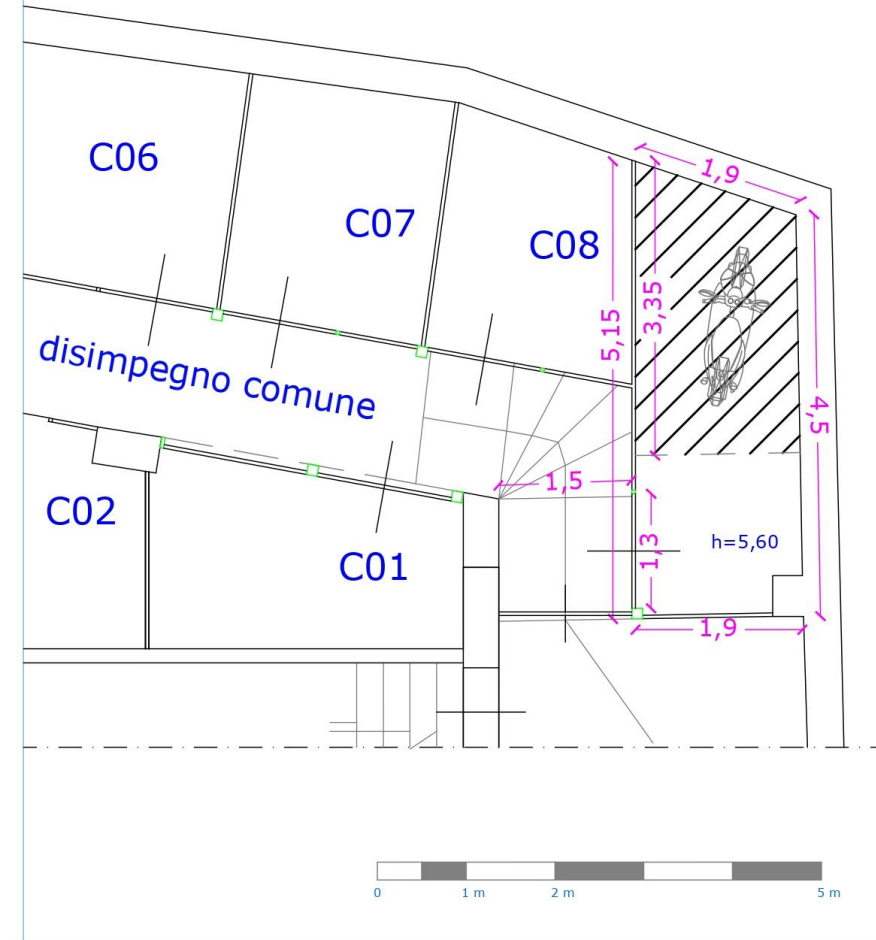 C06
1,9
C07
C08
3,35
5,15
disimpegno comune
4,5
1,5
C02
h=5,60
1,3
C01
1,9
0 1 m 2 m 5 m